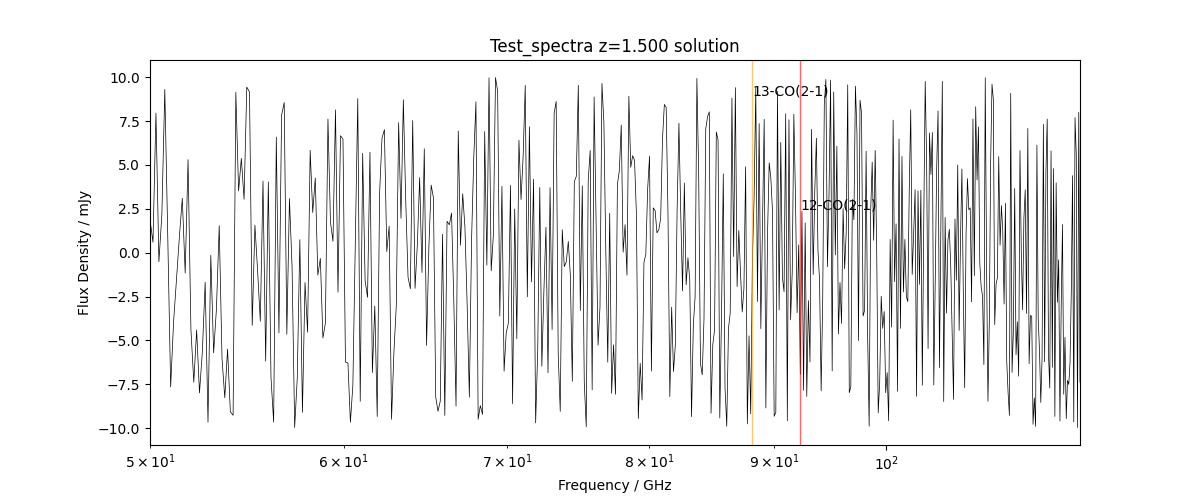 Test_spectra z=1.500 solution
Flux Density / mJy
10.0
7.5
5.0
2.5
0.0
−2.5
−5.0
−7.5
−10.0
13-CO(2-1)
12-CO(2-1)
5 × 10¹ 6 × 10¹ 7 × 10¹ 8 × 10¹ 9 × 10¹ 10²
Frequency / GHz